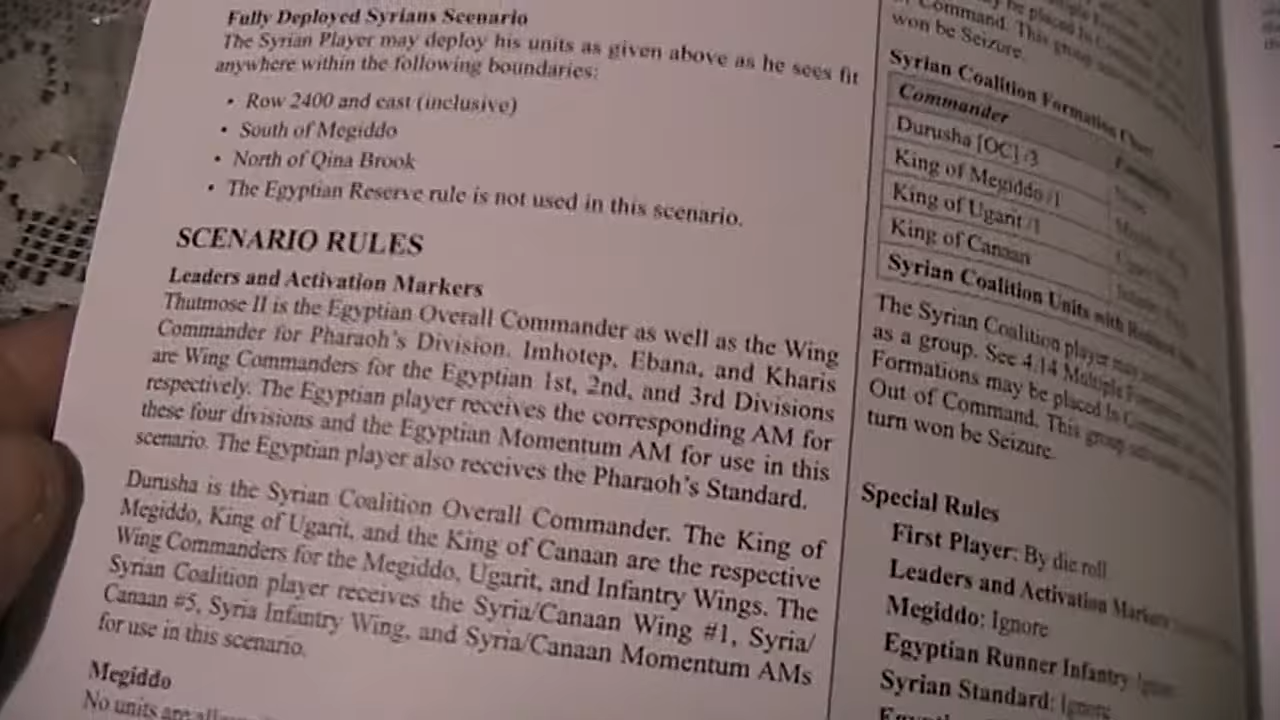 Fully Deployed Syrians Scenario
The Syrian Player may deploy his units as given above as he sees fit
anywhere within the following boundaries:
• Row 2400 and east (inclusive)
• South of Megiddo
• North of Qina Brook
• The Egyptian Reserve rule is not used in this scenario.
SCENARIO RULES
Leaders and Activation Markers
Thutmose II is the Egyptian Overall Commander as well as the Wing
Commander for Pharaoh's Division. Imhotep, Ebana, and Kharis
are Wing Commanders for the Egyptian 1st, 2nd, and 3rd Divisions
respectively. The Egyptian player receives the corresponding AM for
these four divisions and the Egyptian Momentum AM for use in this
scenario. The Egyptian player also receives the Pharaoh's Standard.
Durusha is the Syrian Coalition Overall Commander. The King of
Megiddo, King of Ugarit, and the King of Canaan are the respective
Wing Commanders for the Megiddo, Ugarit, and Infantry Wings. The
Syrian Coalition player receives the Syria/Canaan Wing #1, Syria/
Canaan #5, Syria Infantry Wing, and Syria/Canaan Momentum AMs
for use in this scenario.
Megiddo
No units are
be placed In
Command. This group
won be Seizure.
Syrian Coalition Formation Chart
Commander
Durusha [OC] /3
King of Megiddo /1
King of Ugarit /1
King of Canaan
Syrian Coalition Units with
The Syrian Coalition player may
as a group. See 4.14 Multiple
Formations may be placed In Command
Out of Command. This group
turn won be Seizure.
Special Rules
First Player: By die roll.
Leaders and Activation Markers
Megiddo: Ignore
Egyptian Runner Infantry
Syrian Standard: Ignore